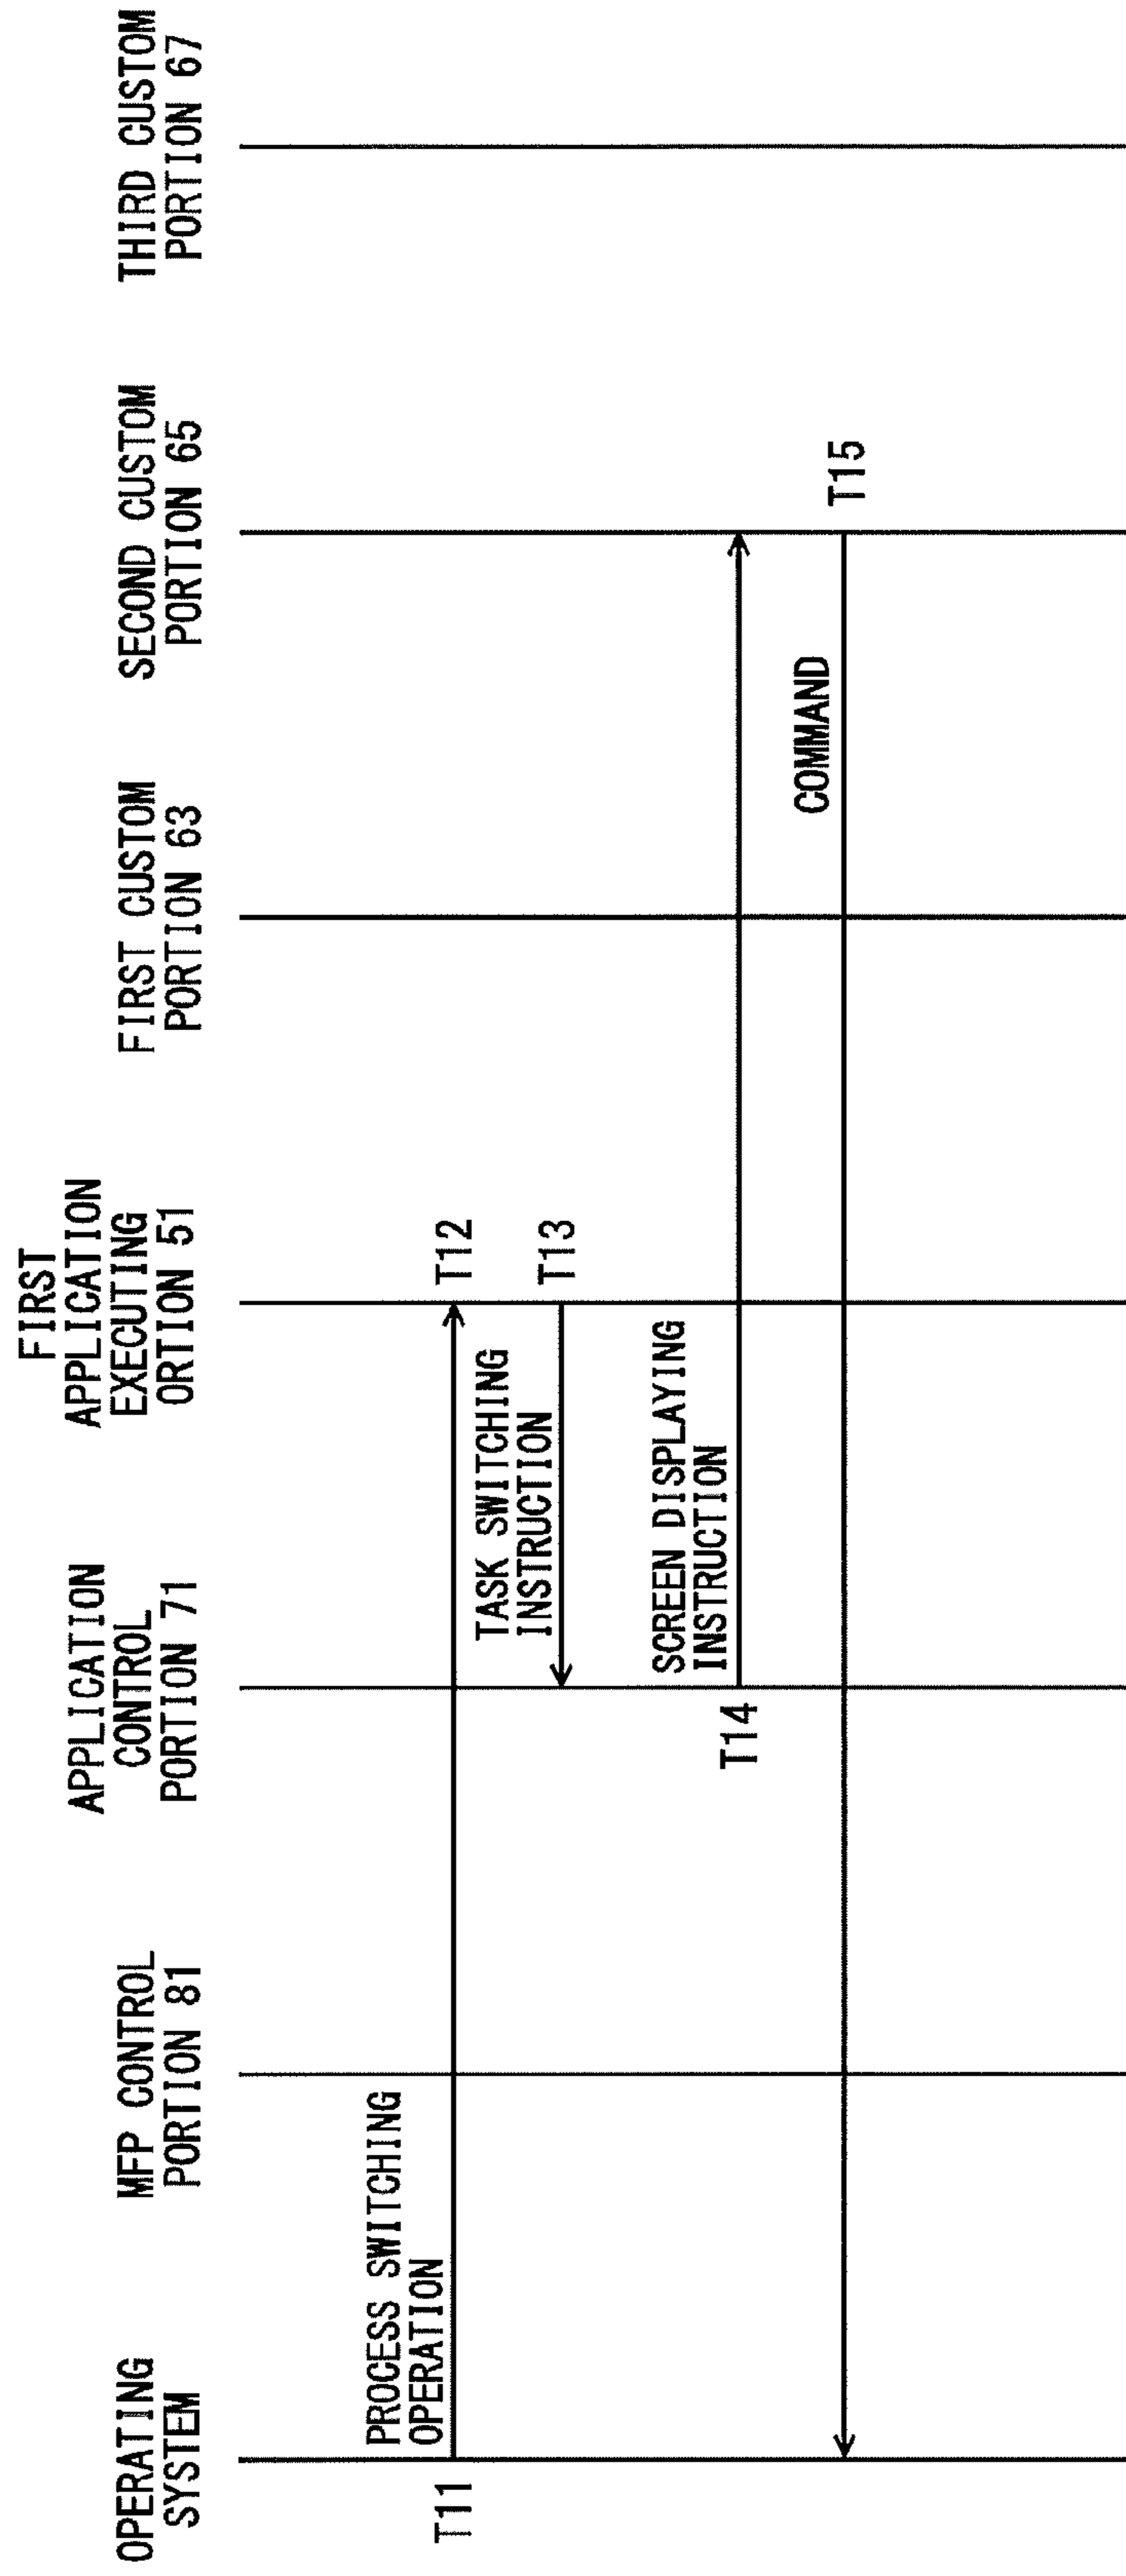 OPERATING
SYSTEM
MFP CONTROL
PORTION 81
APPLICATION
CONTROL
PORTION 71
FIRST
APPLICATION
EXECUTING
ORTION 51
FIRST CUSTOM
PORTION 63
SECOND CUSTOM
PORTION 65
THIRD CUSTOM
PORTION 67
T11
PROCESS SWITCHING
OPERATION
T12
TASK SWITCHING
INSTRUCTION
T13
T14
SCREEN DISPLAYING
INSTRUCTION
COMMAND
T15